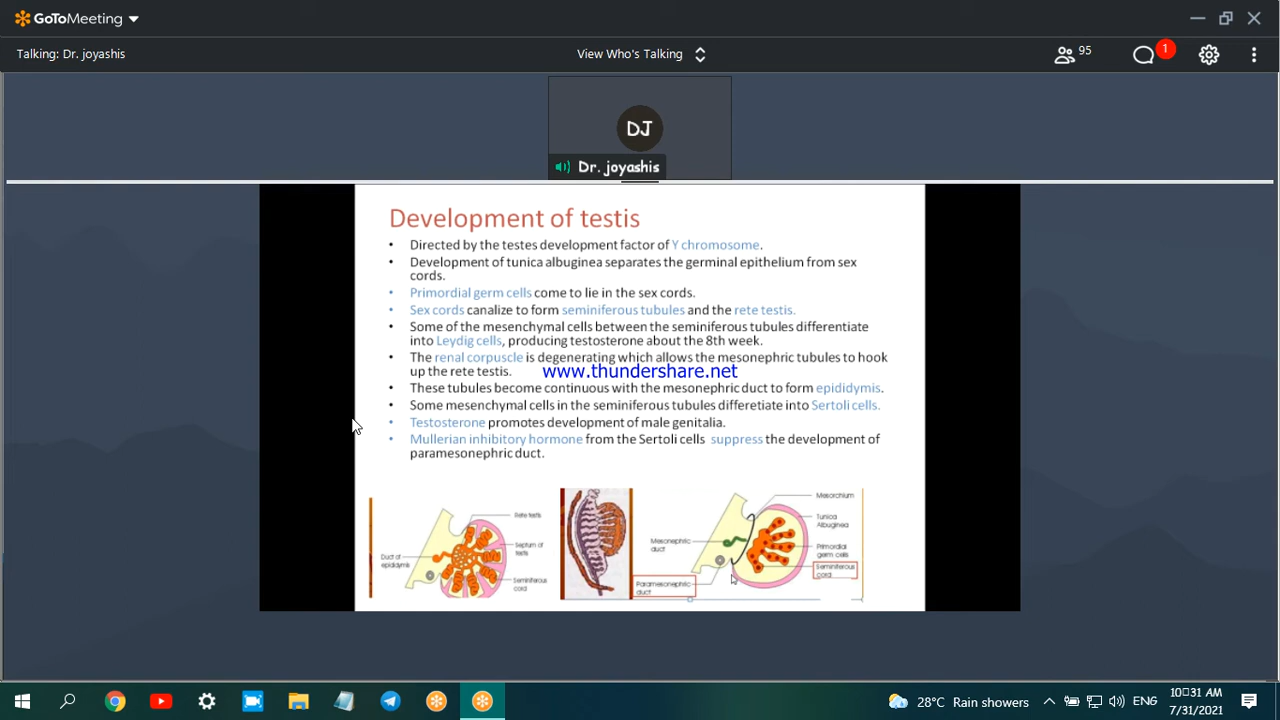 GoToMeeting
Talking: Dr. joyashis
View Who's Talking
95
1
DJ
Dr. joyashis
Development of testis
• Directed by the testes development factor of Y chromosome.
• Development of tunica albuginea separates the germinal epithelium from sex
cords.
• Primordial germ cells come to lie in the sex cords.
• Sex cords canalize to form seminiferous tubules and the rete testis.
• Some of the mesenchymal cells between the seminiferous tubules differentiate
into Leydig cells, producing testosterone about the 8th week.
• The renal corpuscle is degenerating which allows the mesonephric tubules to hook
up the rete testis.
www.thundershare.net
• These tubules become continuous with the mesonephric duct to form epididymis.
• Some mesenchymal cells in the seminiferous tubules differetiate into Sertoli cells.
• Testosterone promotes development of male genitalia.
• Mullerian inhibitory hormone from the Sertoli cells suppress the development of
paramesonephric duct.
Rete testis
Duct of
epididymis
Septum of
testis
Seminiferous
cord
Mesorchium
Tunica
Albuginea
Mesonephric
duct
Primordial
germ cells
Seminiferous
cord
Paramesonephric
duct
28°C Rain showers
ENG
10:31 AM
7/31/2021